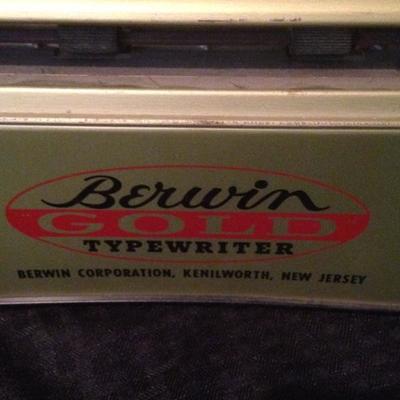 Berwin
GOLD
TYPEWRITER
BERWIN CORPORATION, KENILWORTH, NEW JERSEY